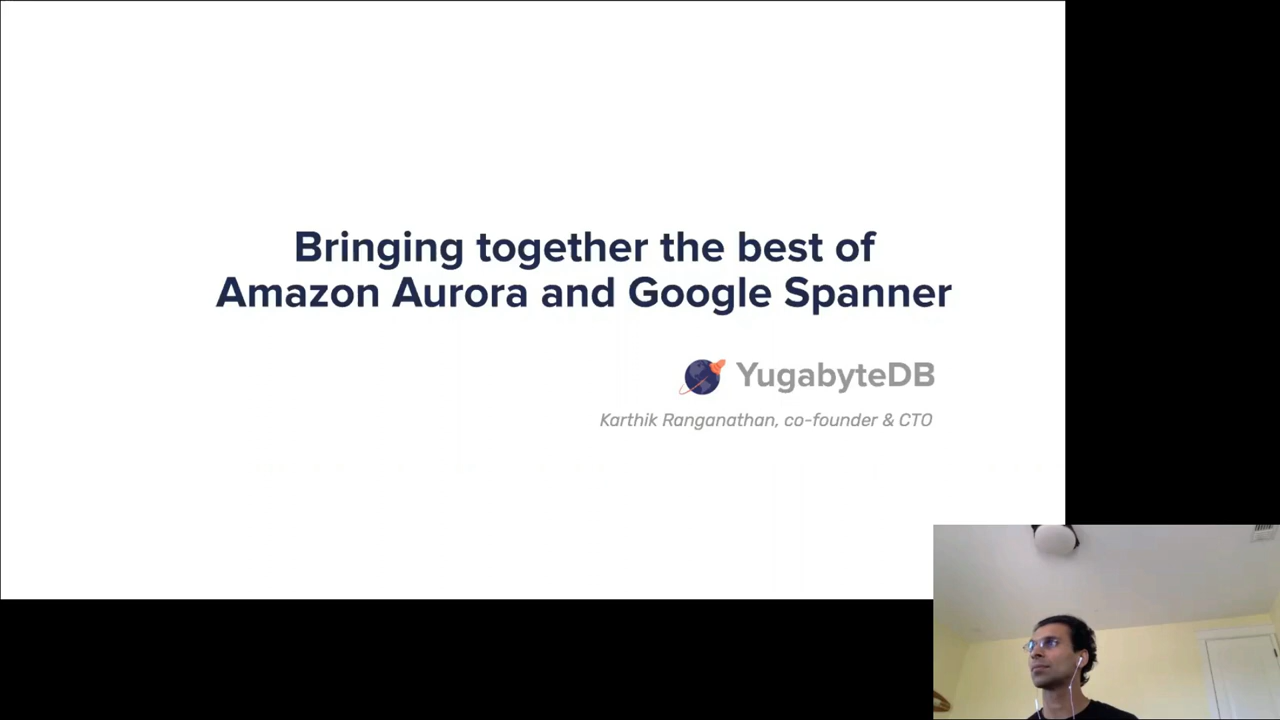 Bringing together the best of
Amazon Aurora and Google Spanner
YugabyteDB
Karthik Ranganathan, co-founder & CTO